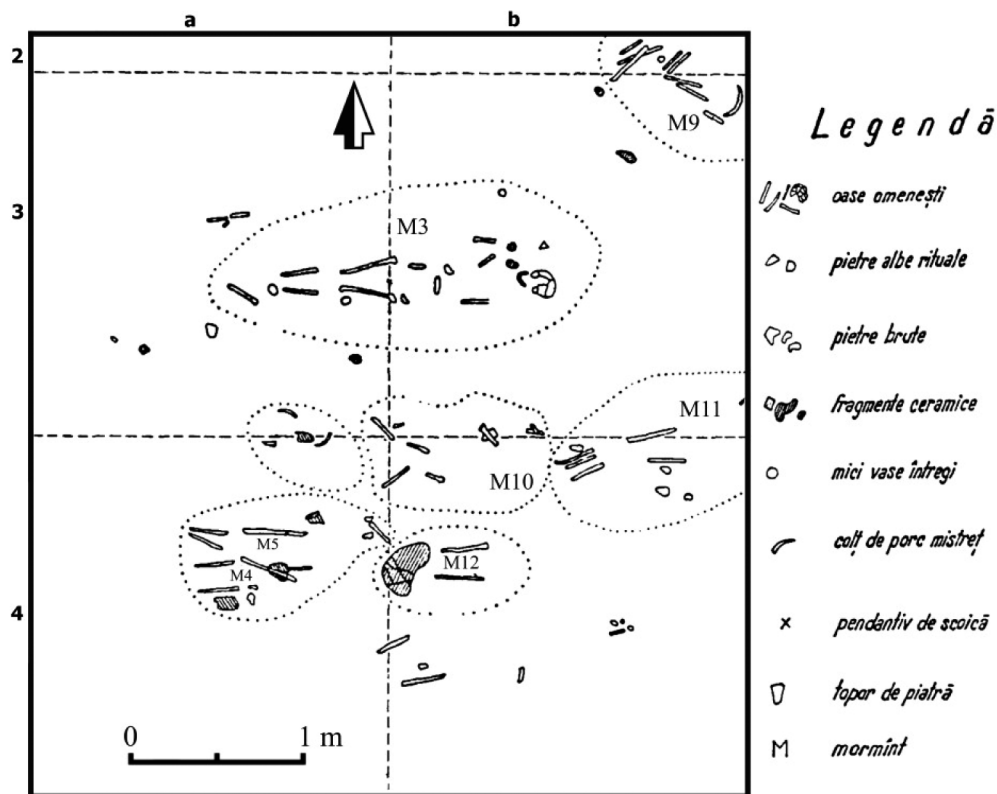 a b
2
M9
3
M3
M11
M10
M5
M4
M12
4
0 1 m
Legendă
oase omenești
pietre albe rituale
pietre brute
fragmente ceramice
mici vase întregi
colț de porc mistreț
pendantiv de scoică
topor de piatră
M mormînt